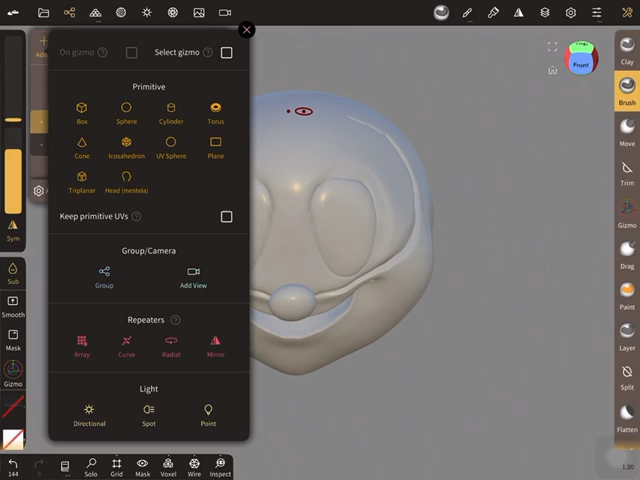 On gizmo ?
Select gizmo ?
Primitive
Box
Sphere
Cylinder
Torus
Cone
Icosahedron
UV Sphere
Plane
Triplanar
Head (mestela)
Keep primitive UVs ?
Group/Camera
Group
Add View
Repeaters ?
Array
Curve
Radial
Mirror
Light
Directional
Spot
Point
Sym
Sub
Smooth
Mask
Gizmo
144
0
Solo
Grid
Mask
Voxel
Wire
Inspect
Front
Clay
Brush
Move
Trim
Gizmo
Drag
Paint
Layer
Split
Flatten
1.80